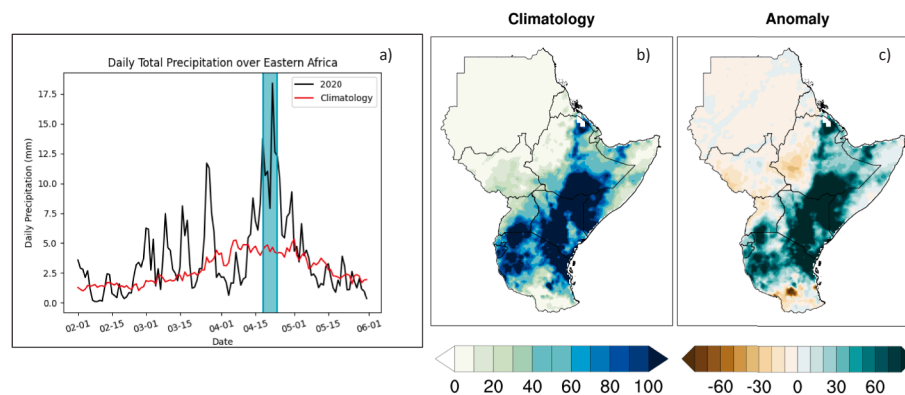 Climatology
Anomaly
a)
b)
c)
Daily Total Precipitation over Eastern Africa
2020
Climatology
17.5
15.0
12.5
10.0
7.5
5.0
2.5
0.0
Daily Precipitation (mm)
02-01 02-15 03-01 03-15 04-01 04-15 05-01 05-15 06-01
Date
0 20 40 60 80 100
-60 -30 0 30 60